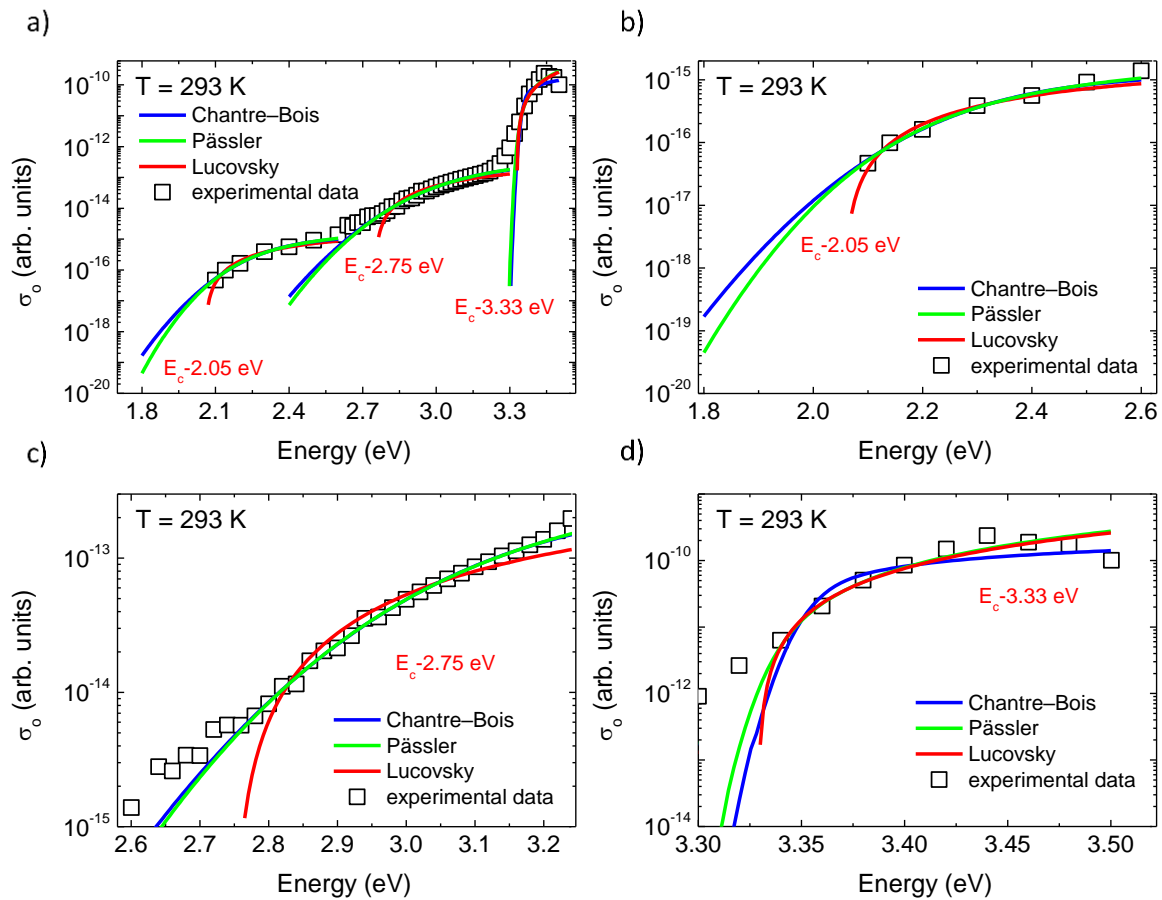 a)
T = 293 K
Chantre–Bois
Pässler
Lucovsky
experimental data
E_c-2.05 eV
E_c-2.75 eV
E_c-3.33 eV
σ_o (arb. units)
10^-10
10^-12
10^-14
10^-16
10^-18
10^-20
1.8 2.1 2.4 2.7 3.0 3.3
Energy (eV)
b)
T = 293 K
E_c-2.05 eV
Chantre–Bois
Pässler
Lucovsky
experimental data
σ_o (arb. units)
10^-15
10^-16
10^-17
10^-18
10^-19
10^-20
1.8 2.0 2.2 2.4 2.6
Energy (eV)
c)
T = 293 K
E_c-2.75 eV
Chantre–Bois
Pässler
Lucovsky
experimental data
σ_o (arb. units)
10^-13
10^-14
10^-15
2.6 2.7 2.8 2.9 3.0 3.1 3.2
Energy (eV)
d)
T = 293 K
E_c-3.33 eV
Chantre–Bois
Pässler
Lucovsky
experimental data
σ_o (arb. units)
10^-10
10^-12
10^-14
3.30 3.35 3.40 3.45 3.50
Energy (eV)